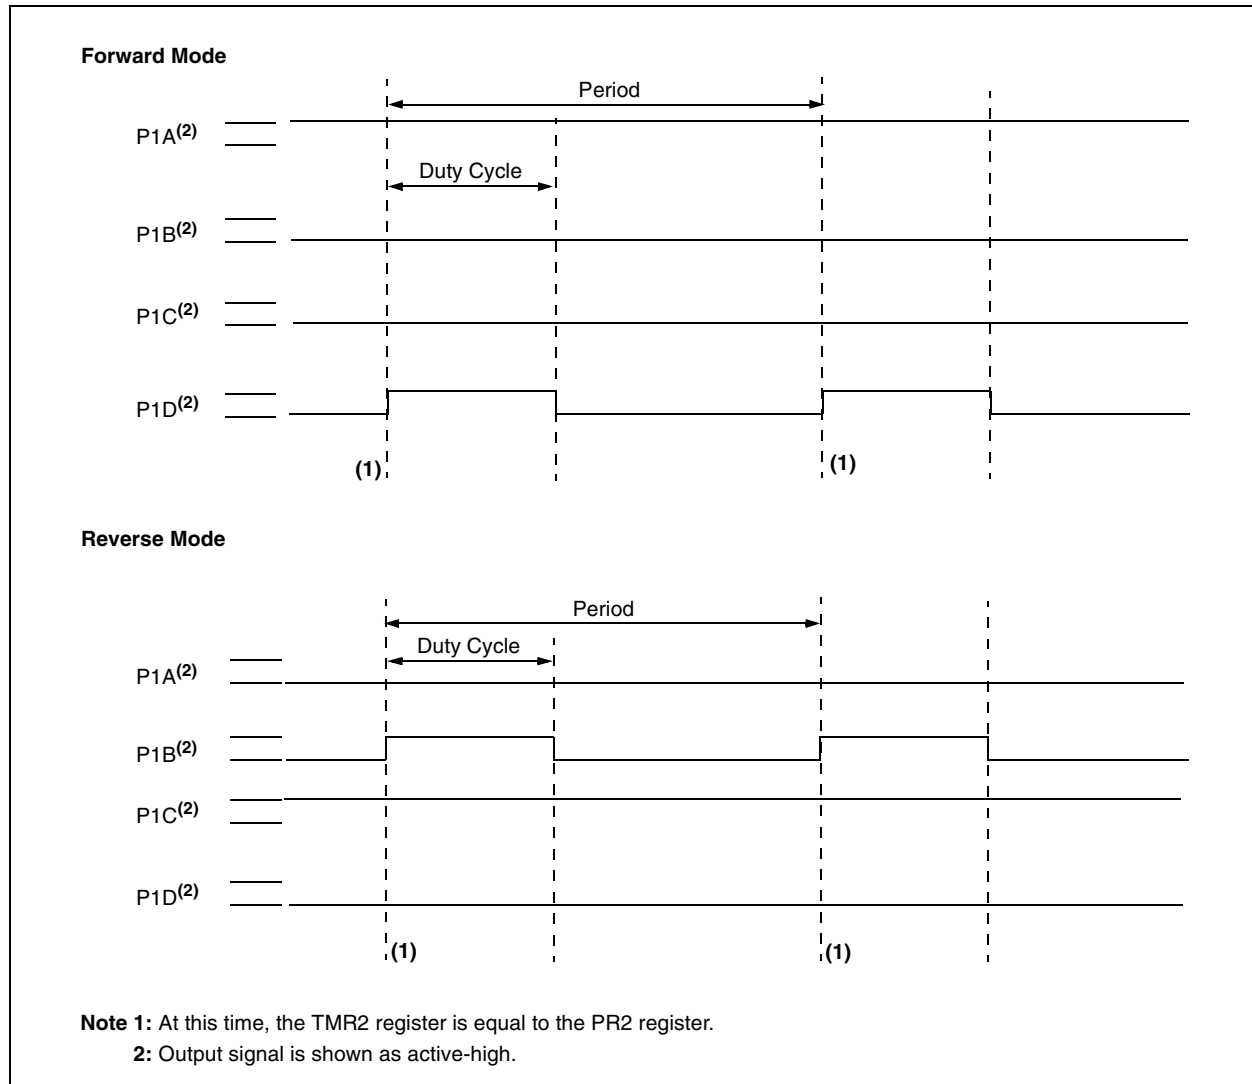 Forward Mode
Period
P1A(2)
Duty Cycle
P1B(2)
P1C(2)
P1D(2)
(1)
(1)
Reverse Mode
Period
Duty Cycle
P1A(2)
P1B(2)
P1C(2)
P1D(2)
(1)
(1)
Note 1: At this time, the TMR2 register is equal to the PR2 register.
2: Output signal is shown as active-high.